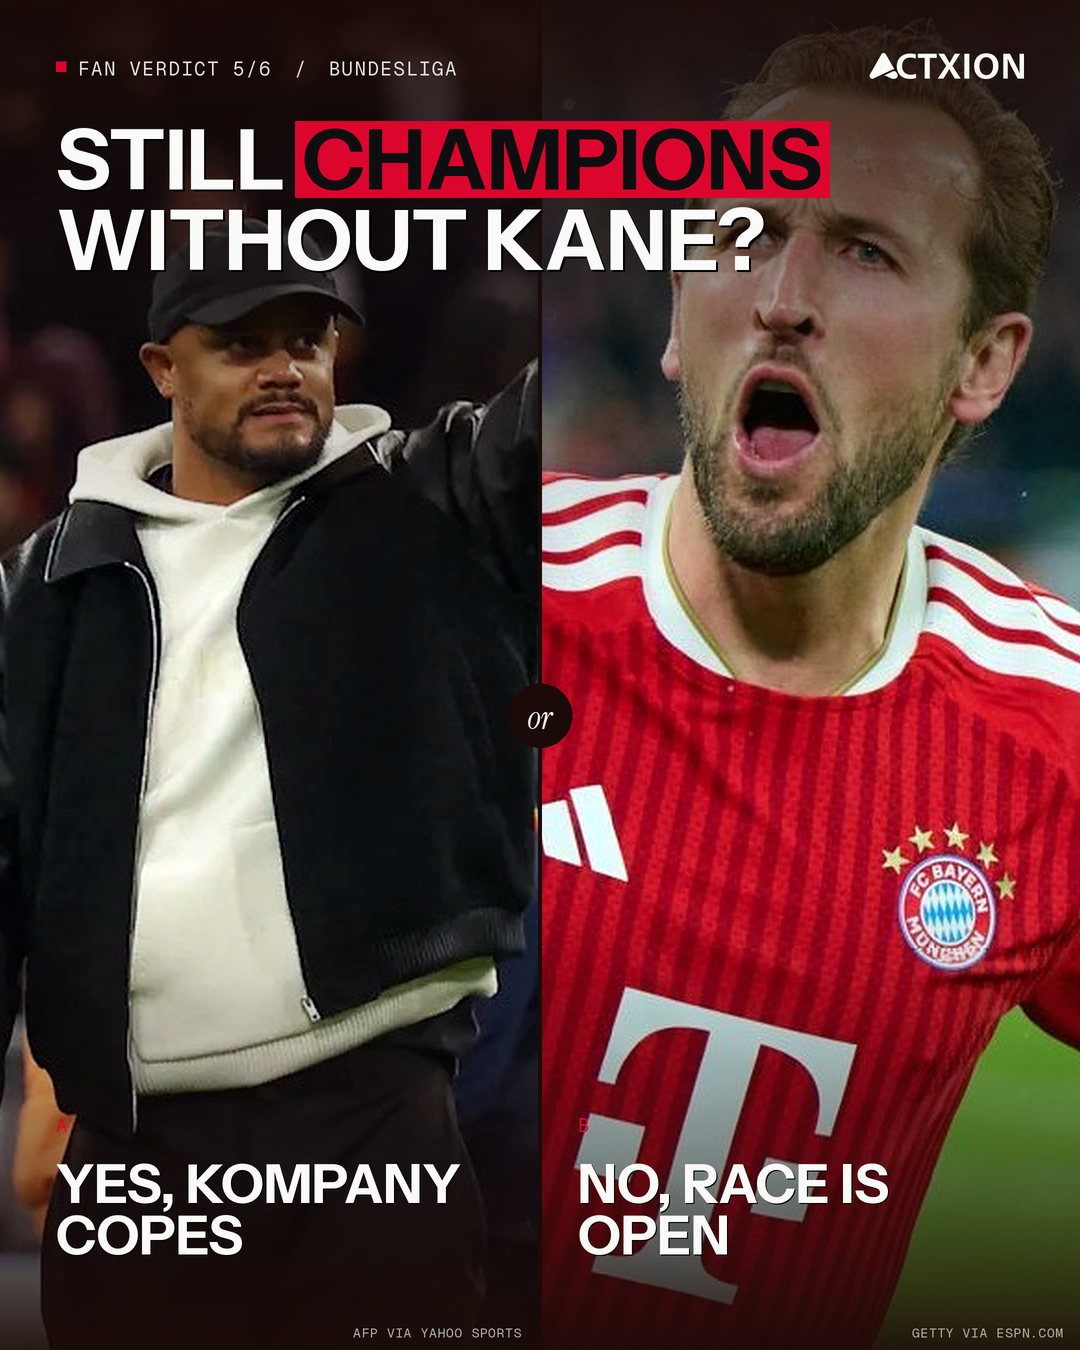 FAN VERDICT 5/6 / BUNDESLIGA
ACTXION
STILL CHAMPIONS
WITHOUT KANE?
or
FC BAYERN
MÜNCHEN
T
A
YES, KOMPANY
COPES
B
NO, RACE IS
OPEN
AFP VIA YAHOO SPORTS
GETTY VIA ESPN.COM